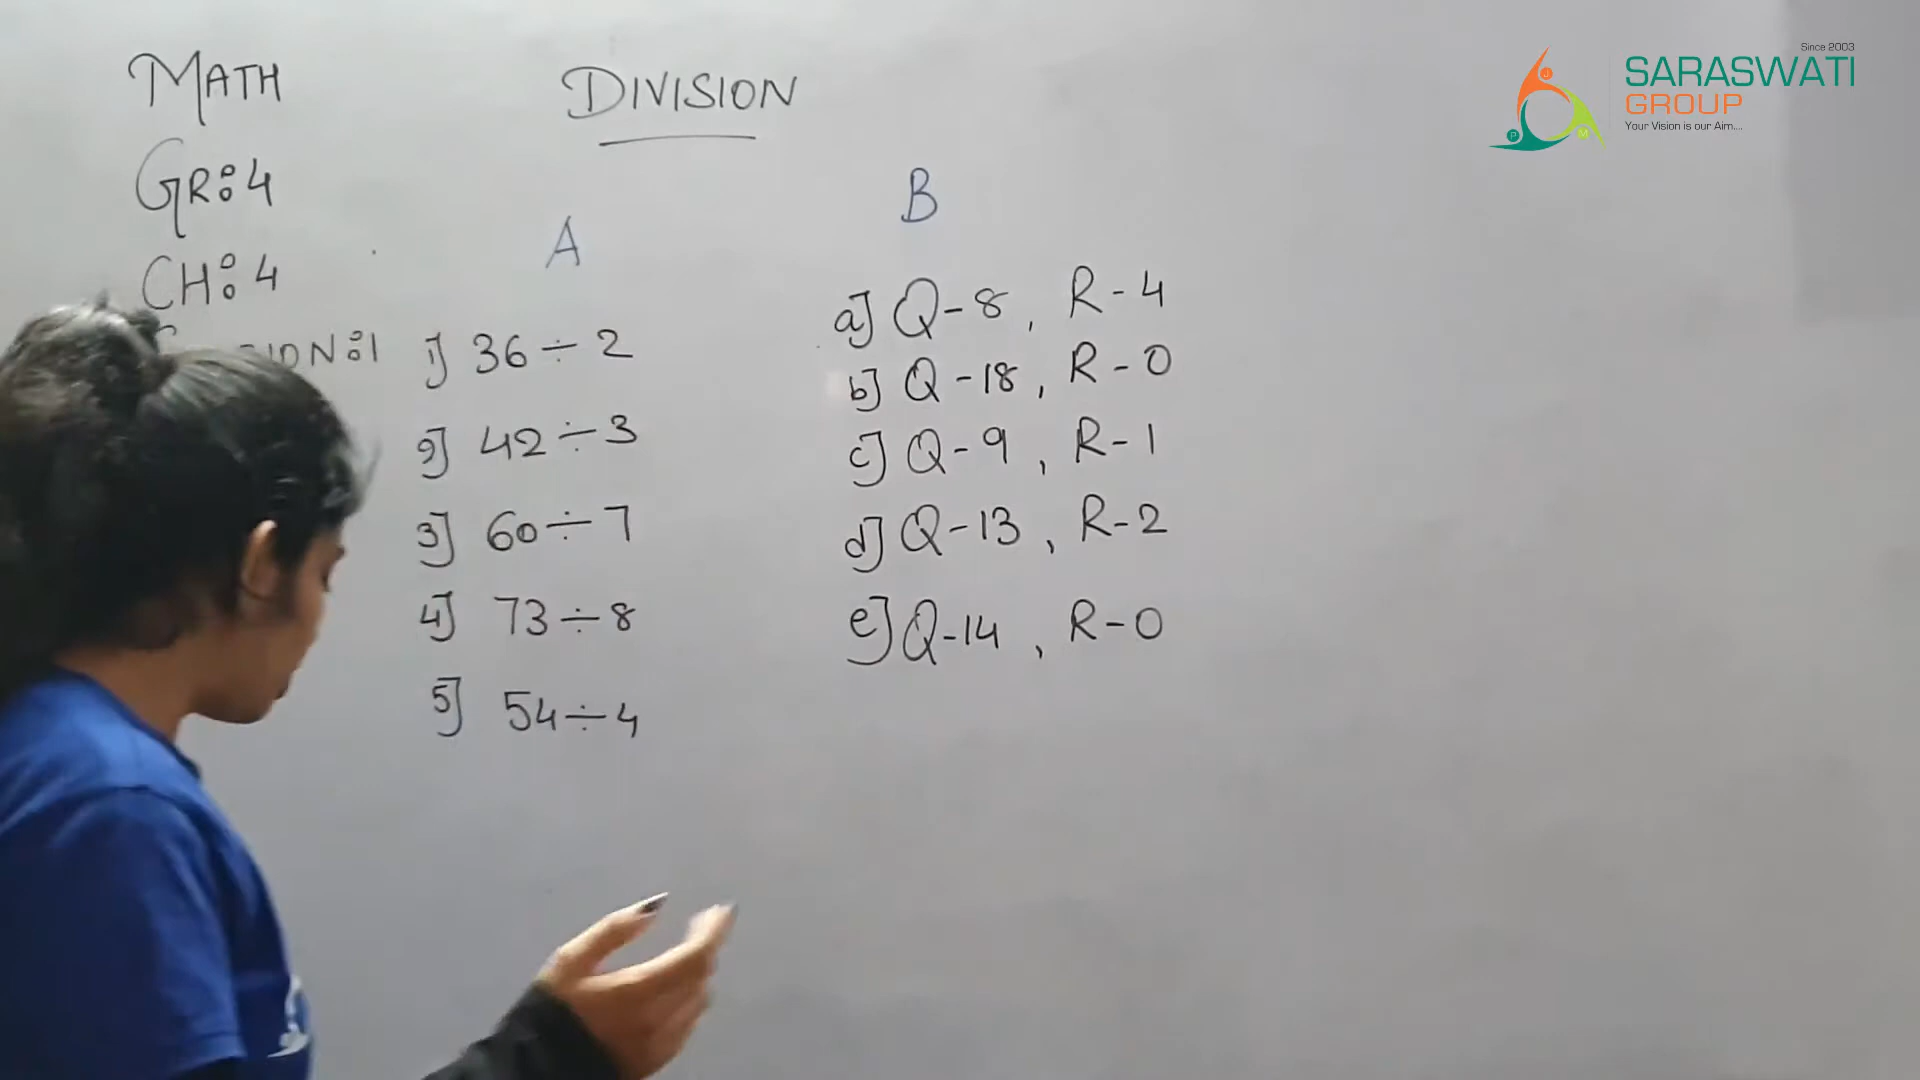 MATH
GR:4
CH:4
:1
DIVISION
A
1] 36 ÷ 2
2] 42 ÷ 3
3] 60 ÷ 7
4] 73 ÷ 8
5] 54 ÷ 4
B
a] Q-8, R-4
b] Q-18, R-0
c] Q-9, R-1
d] Q-13, R-2
e] Q-14, R-0
Since 2003
SARASWATI
GROUP
Your Vision is our Aim....
J
P
M